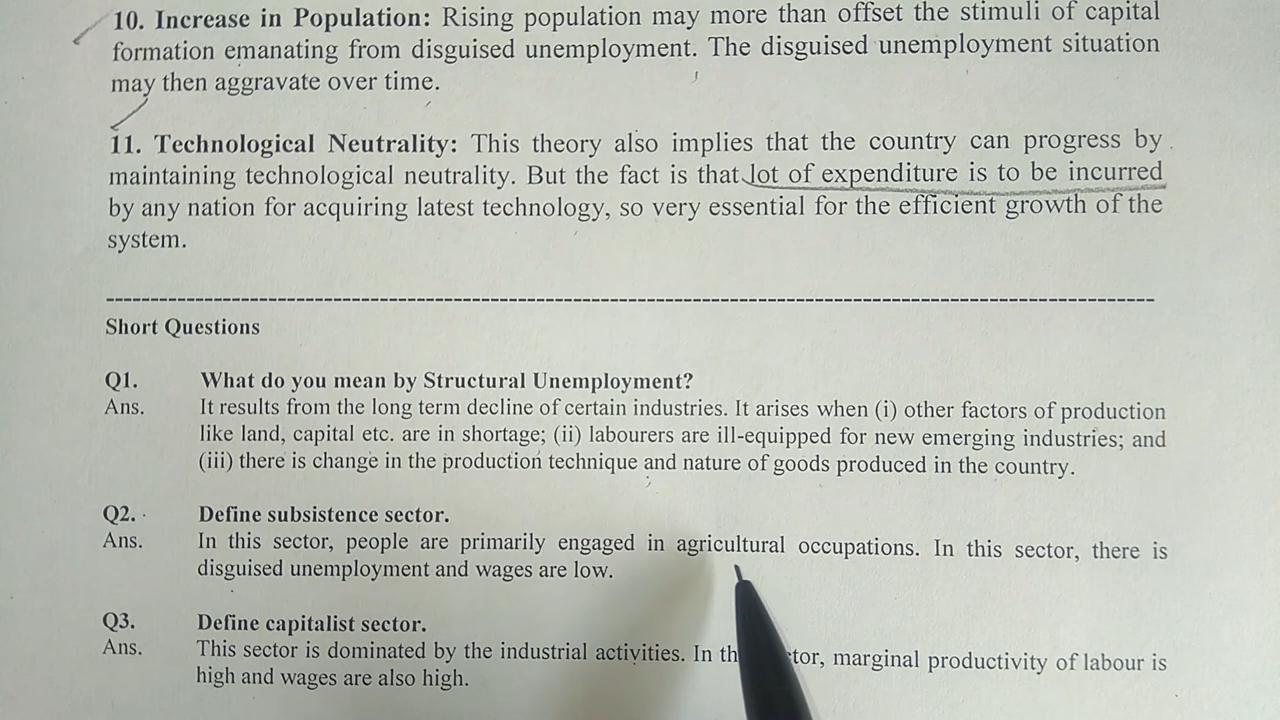 10. Increase in Population: Rising population may more than offset the stimuli of capital
formation emanating from disguised unemployment. The disguised unemployment situation
may then aggravate over time.
11. Technological Neutrality: This theory also implies that the country can progress by
maintaining technological neutrality. But the fact is that lot of expenditure is to be incurred
by any nation for acquiring latest technology, so very essential for the efficient growth of the
system.
Short Questions
Q1. What do you mean by Structural Unemployment?
Ans. It results from the long term decline of certain industries. It arises when (i) other factors of production
like land, capital etc. are in shortage; (ii) labourers are ill-equipped for new emerging industries; and
(iii) there is change in the production technique and nature of goods produced in the country.
Q2. Define subsistence sector.
Ans. In this sector, people are primarily engaged in agricultural occupations. In this sector, there is
disguised unemployment and wages are low.
Q3. Define capitalist sector.
Ans. This sector is dominated by the industrial activities. In marginal productivity of labour is
high and wages are also high.